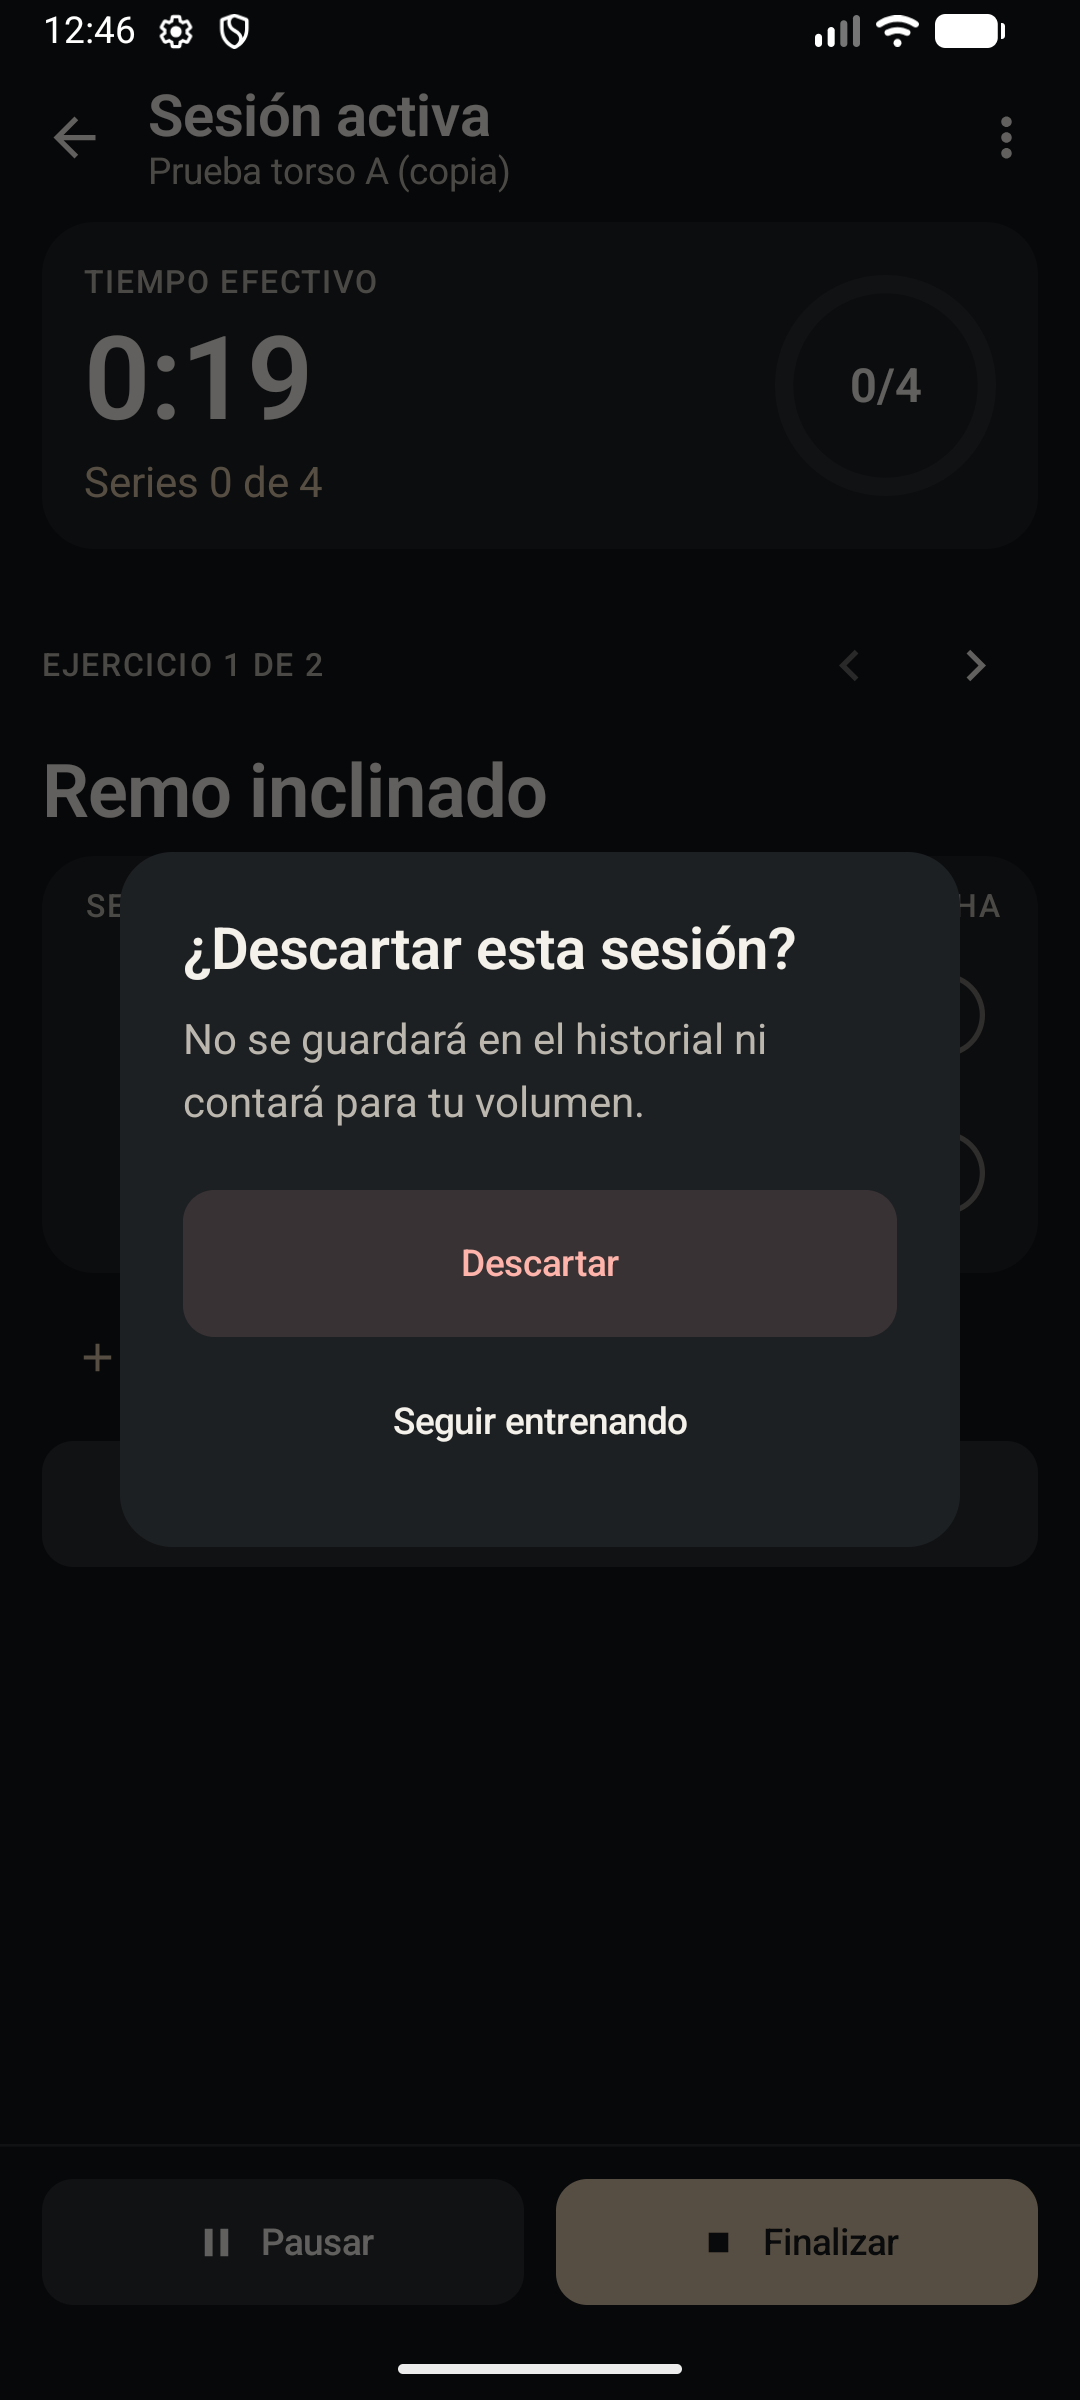 12:46
Sesión activa
Prueba torso A (copia)
TIEMPO EFECTIVO
0:19
0/4
Series 0 de 4
EJERCICIO 1 DE 2
Remo inclinado
¿Descartar esta sesión?
No se guardará en el historial ni
contará para tu volumen.
Descartar
Seguir entrenando
Pausar
Finalizar